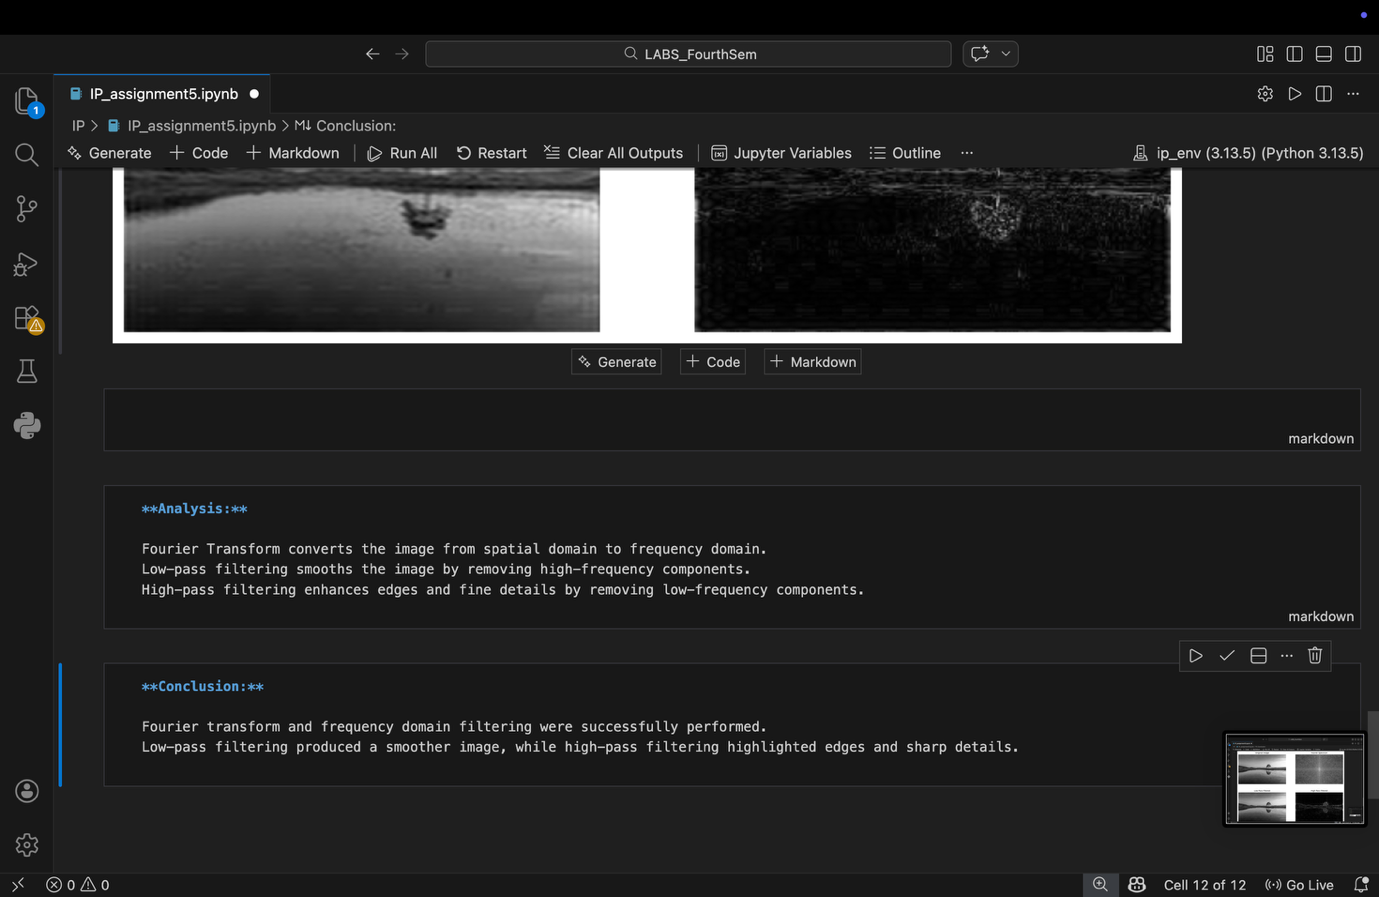 LABS_FourthSem
IP_assignment5.ipynb
1
IP > IP_assignment5.ipynb > M↓ Conclusion:
Generate + Code + Markdown | Run All Restart Clear All Outputs | Jupyter Variables Outline ... ip_env (3.13.5) (Python 3.13.5)
Generate + Code + Markdown
markdown
**Analysis:**
Fourier Transform converts the image from spatial domain to frequency domain.
Low-pass filtering smooths the image by removing high-frequency components.
High-pass filtering enhances edges and fine details by removing low-frequency components.
markdown
**Conclusion:**
Fourier transform and frequency domain filtering were successfully performed.
Low-pass filtering produced a smoother image, while high-pass filtering highlighted edges and sharp details.
0 0 Cell 12 of 12 Go Live